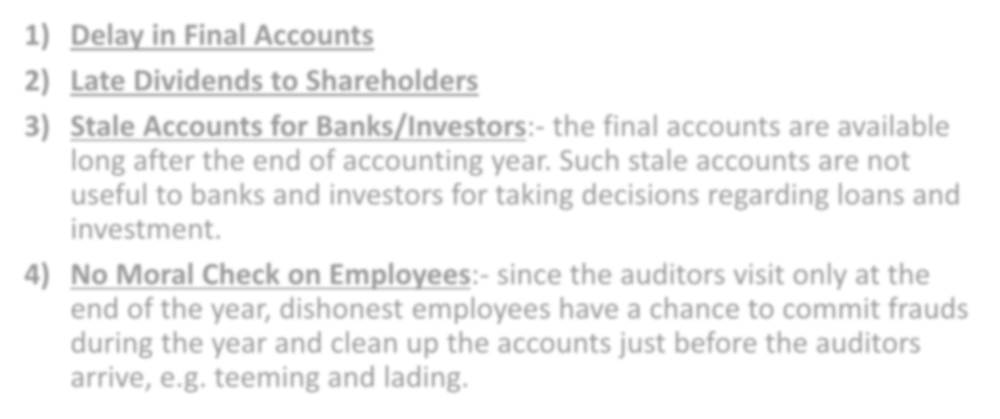 1) Delay in Final Accounts
2) Late Dividends to Shareholders
3) Stale Accounts for Banks/Investors:- the final accounts are available
long after the end of accounting year. Such stale accounts are not
useful to banks and investors for taking decisions regarding loans and
investment.
4) No Moral Check on Employees:- since the auditors visit only at the
end of the year, dishonest employees have a chance to commit frauds
during the year and clean up the accounts just before the auditors
arrive, e.g. teeming and lading.